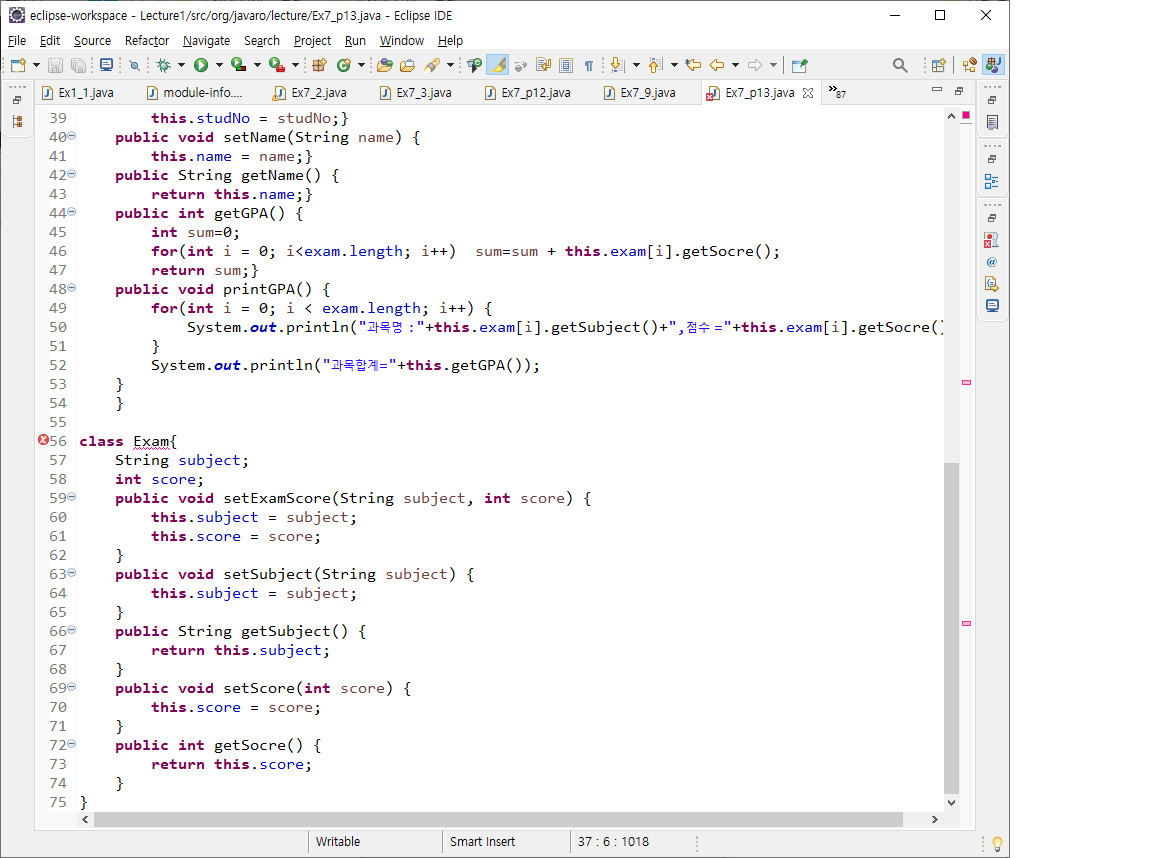 eclipse-workspace - Lecture1/src/org/javaro/lecture/Ex7_p13.java - Eclipse IDE
File Edit Source Refactor Navigate Search Project Run Window Help
Ex1_1.java module-info.... Ex7_2.java Ex7_3.java Ex7_p12.java Ex7_9.java Ex7_p13.java »87
39 this.studNo = studNo;}
40 public void setName(String name) {
41 this.name = name;}
42 public String getName() {
43 return this.name;}
44 public int getGPA() {
45 int sum=0;
46 for(int i = 0; i<exam.length; i++) sum=sum + this.exam[i].getSocre();
47 return sum;}
48 public void printGPA() {
49 for(int i = 0; i < exam.length; i++) {
50 System.out.println("과목명 :"+this.exam[i].getSubject()+",점수 ="+this.exam[i].getSocre()
51 }
52 System.out.println("과목합계="+this.getGPA());
53 }
54 }
55
56 class Exam{
57 String subject;
58 int score;
59 public void setExamScore(String subject, int score) {
60 this.subject = subject;
61 this.score = score;
62 }
63 public void setSubject(String subject) {
64 this.subject = subject;
65 }
66 public String getSubject() {
67 return this.subject;
68 }
69 public void setScore(int score) {
70 this.score = score;
71 }
72 public int getSocre() {
73 return this.score;
74 }
75 }
Writable Smart Insert 37 : 6 : 1018